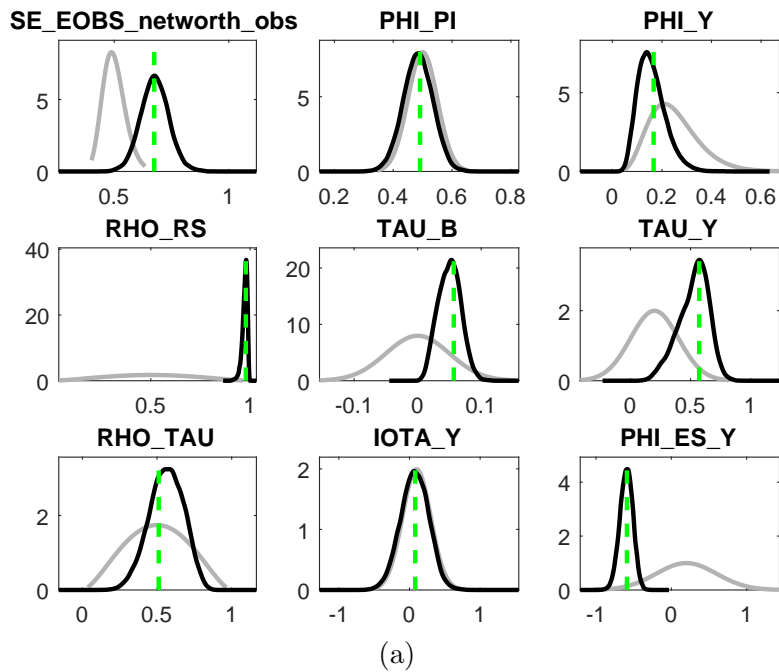 SE_EOBS_networth_obs PHI_PI PHI_Y
5 5 5
0 0 0
0.5 1 0.2 0.4 0.6 0.8 0 0.2 0.4 0.6
RHO_RS TAU_B TAU_Y
40 20
20 10 2
0 0 0
0.5 1 -0.1 0 0.1 0 0.5 1
RHO_TAU IOTA_Y PHI_ES_Y
2 4
2 1 2
0 0 0
0 0.5 1 -1 0 1 -1 0 1
(a)